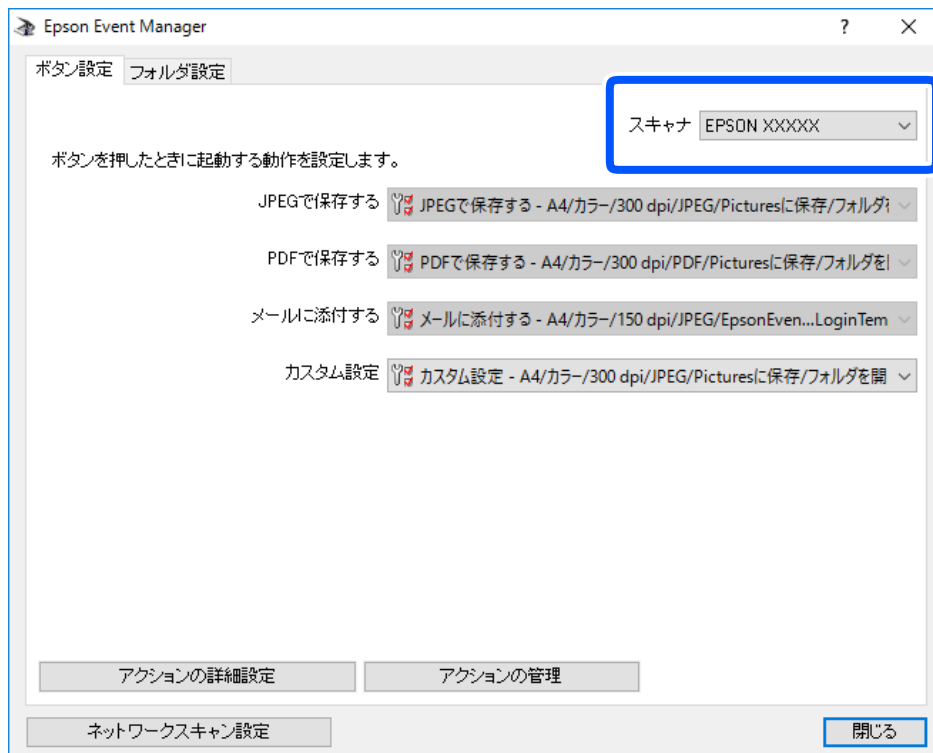 Epson Event Manager
ボタン設定 フォルダ設定
スキャナ EPSON XXXXX
ボタンを押したときに起動する動作を設定します。
JPEGで保存する JPEGで保存する - A4/カラー/300 dpi/JPEG/Picturesに保存/フォルダを
PDFで保存する PDFで保存する - A4/カラー/300 dpi/PDF/Picturesに保存/フォルダを
メールに添付する メールに添付する - A4/カラー/150 dpi/JPEG/EpsonEven...LoginTem
カスタム設定 カスタム設定 - A4/カラー/300 dpi/JPEG/Picturesに保存/フォルダを開
アクションの詳細設定 アクションの管理
ネットワークスキャン設定 閉じる